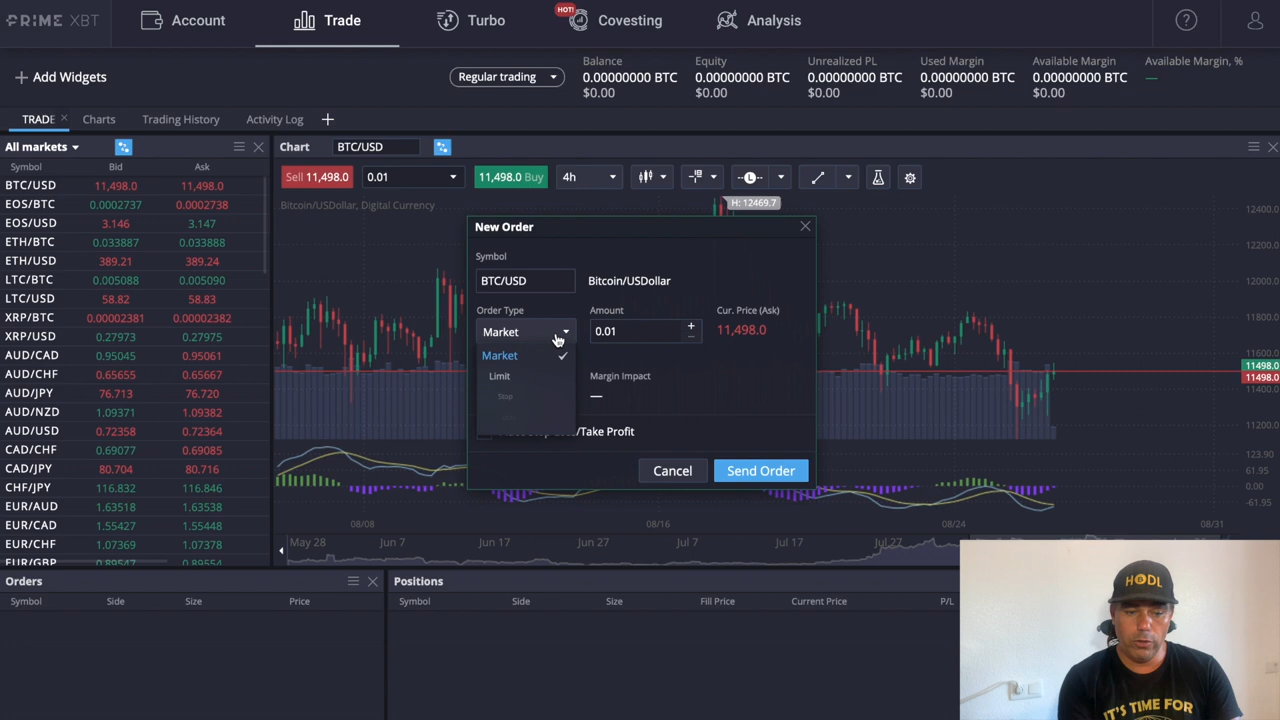 PRIME XBT
Account
Trade
Turbo
HOT!
Covesting
Analysis
?
Add Widgets
Regular trading
Balance
0.00000000 BTC
$0.00
Equity
0.00000000 BTC
$0.00
Unrealized PL
0.00000000 BTC
$0.00
Used Margin
0.00000000 BTC
$0.00
Available Margin
0.00000000 BTC
$0.00
Available Margin, %
—
TRADE
Charts
Trading History
Activity Log
All markets
Symbol Bid Ask
BTC/USD 11,498.0 11,498.0
EOS/BTC 0.0002737 0.0002738
EOS/USD 3.146 3.147
ETH/BTC 0.033887 0.033888
ETH/USD 389.21 389.24
LTC/BTC 0.005088 0.005090
LTC/USD 58.82 58.83
XRP/BTC 0.00002381 0.00002382
XRP/USD 0.27973 0.27975
AUD/CAD 0.95045 0.95061
AUD/CHF 0.65655 0.65667
AUD/JPY 76.713 76.720
AUD/NZD 1.09371 1.09382
AUD/USD 0.72358 0.72364
CAD/CHF 0.69077 0.69085
CAD/JPY 80.704 80.716
CHF/JPY 116.832 116.846
EUR/AUD 1.63518 1.63538
EUR/CAD 1.55427 1.55448
EUR/CHF 1.07369 1.07378
EUR/GBP 0.89547 0.89554
Chart BTC/USD
Sell 11,498.0
0.01
11,498.0 Buy
4h
L
Bitcoin/USDollar, Digital Currency
H: 12469.7
12400.0
12200.0
12000.0
11600.0
11498.0
11498.0
11200.0
123.90
61.95
0.00
-61.95
08/08
08/16
08/24
08/31
May 28
Jun 7
Jun 17
Jun 27
Jul 7
Jul 17
Jul 27
New Order
Symbol
BTC/USD
Bitcoin/USDollar
Order Type
Market
Amount
0.01
Cur. Price (Ask)
11,498.0
Market
Limit
Stop
Margin Impact
—
/Take Profit
Cancel
Send Order
Orders
Symbol Side Size Price
Positions
Symbol Side Size Fill Price Current Price P/L
HODL
IT'S TIME FOR